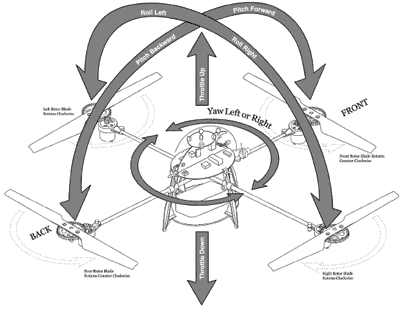 Roll Left
Pitch Forward
Pitch Backward
Roll Right
Throttle Up
Left Rotor Blade
Rotates Clockwise
FRONT
Yaw Left or Right
Front Rotor Blade Rotates
Counter Clockwise
BACK
Rear Rotor Blade
Rotates Counter Clockwise
Throttle Down
Right Rotor Blade
Rotates Clockwise